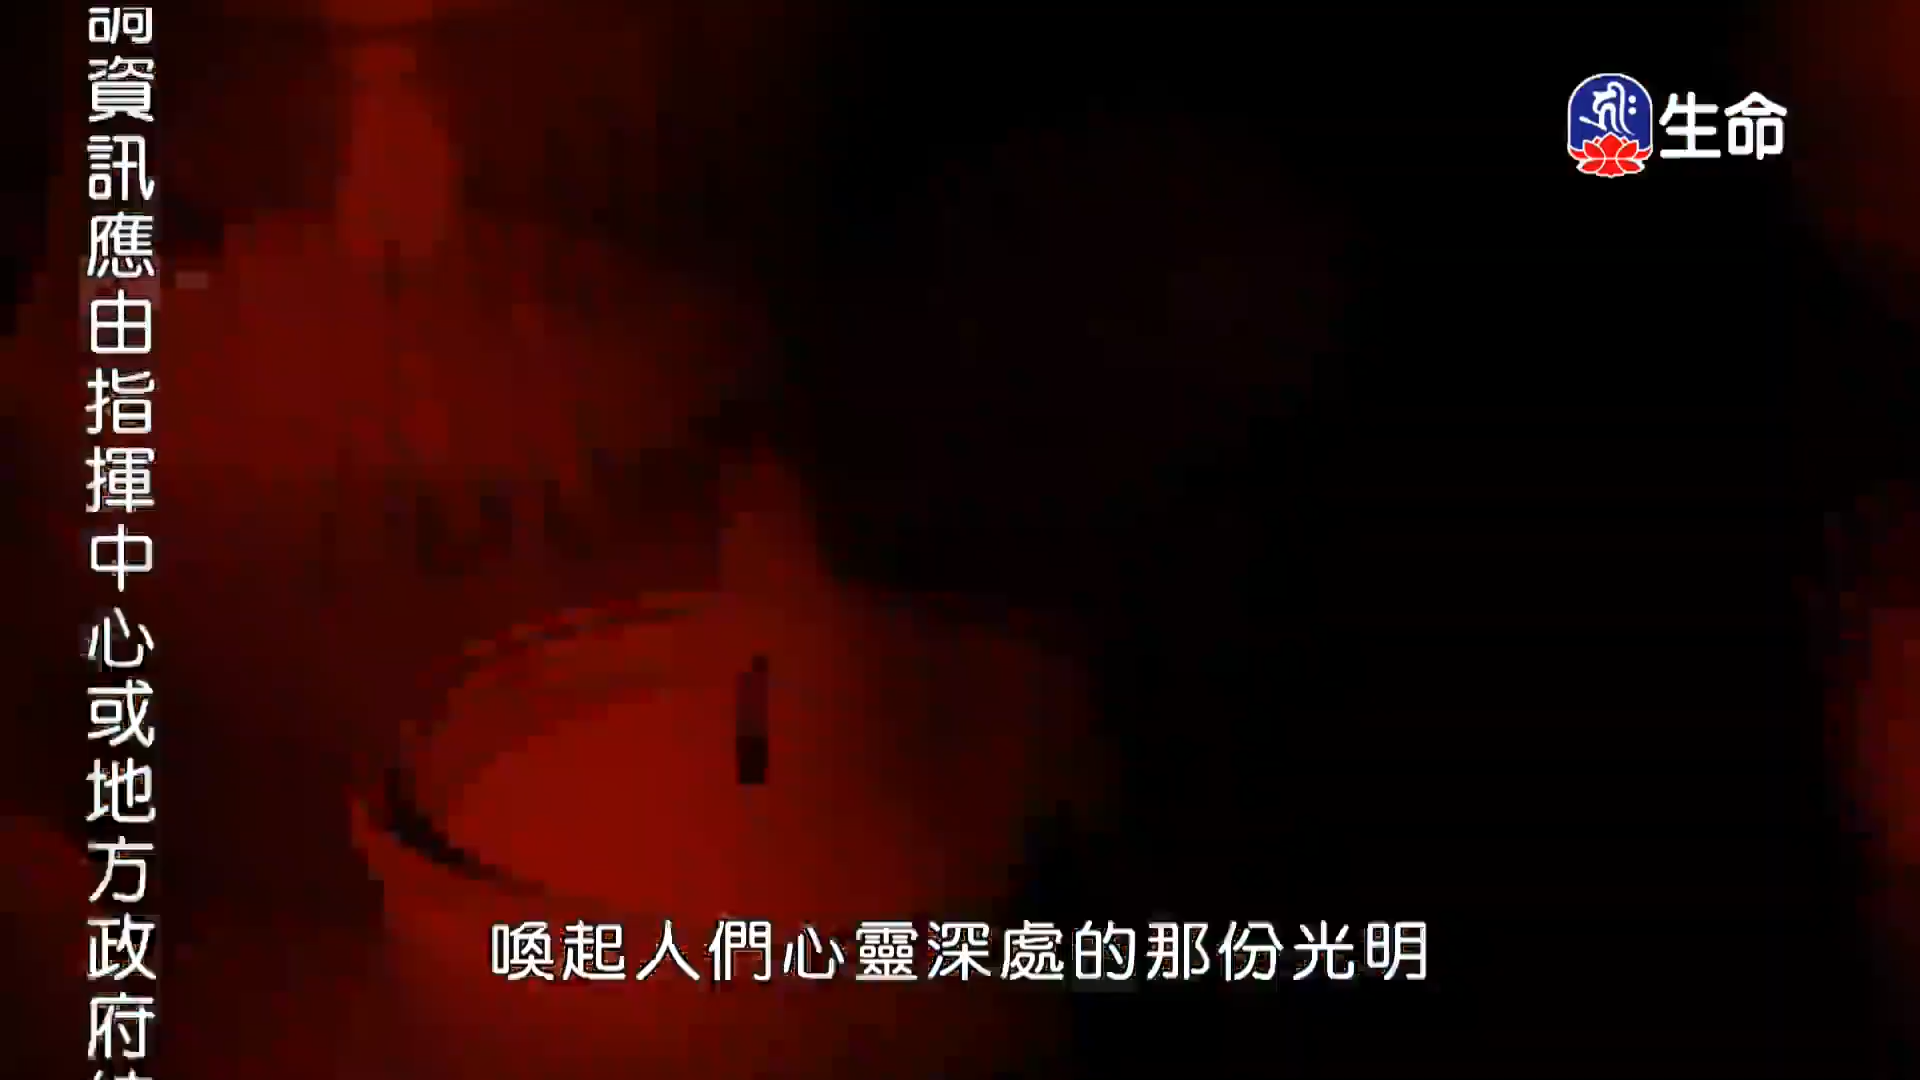 資訊應由指揮中心或地方政府
生命
喚起人們心靈深處的那份光明